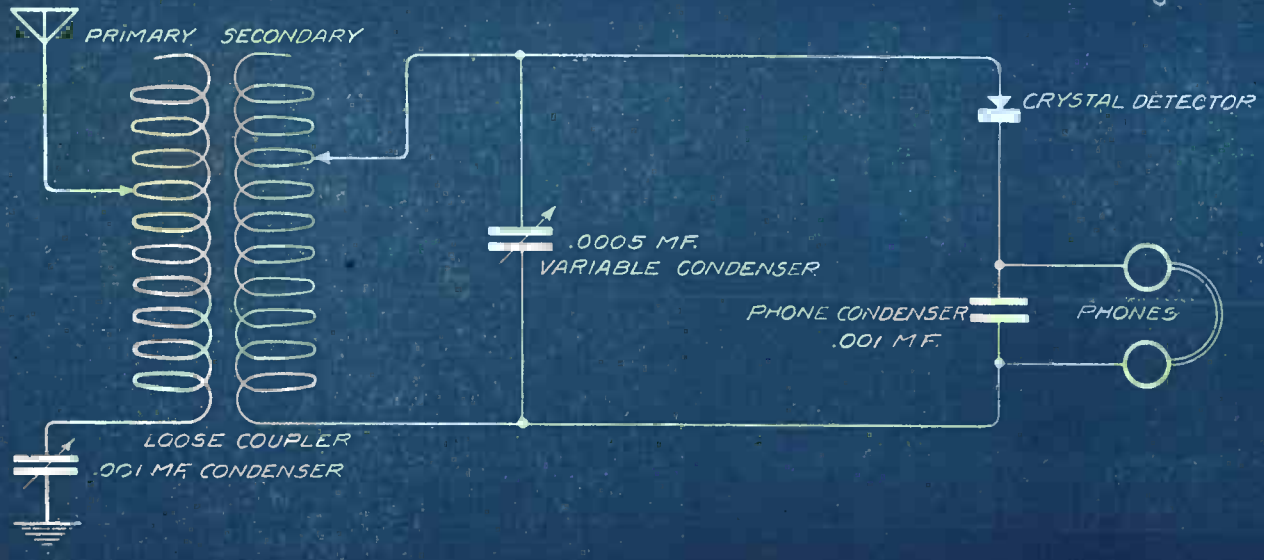 PRIMARY SECONDARY
CRYSTAL DETECTOR
.0005 MF.
VARIABLE CONDENSER
PHONE CONDENSER
.001 MF.
PHONES
LOOSE COUPLER
.001 MF. CONDENSER